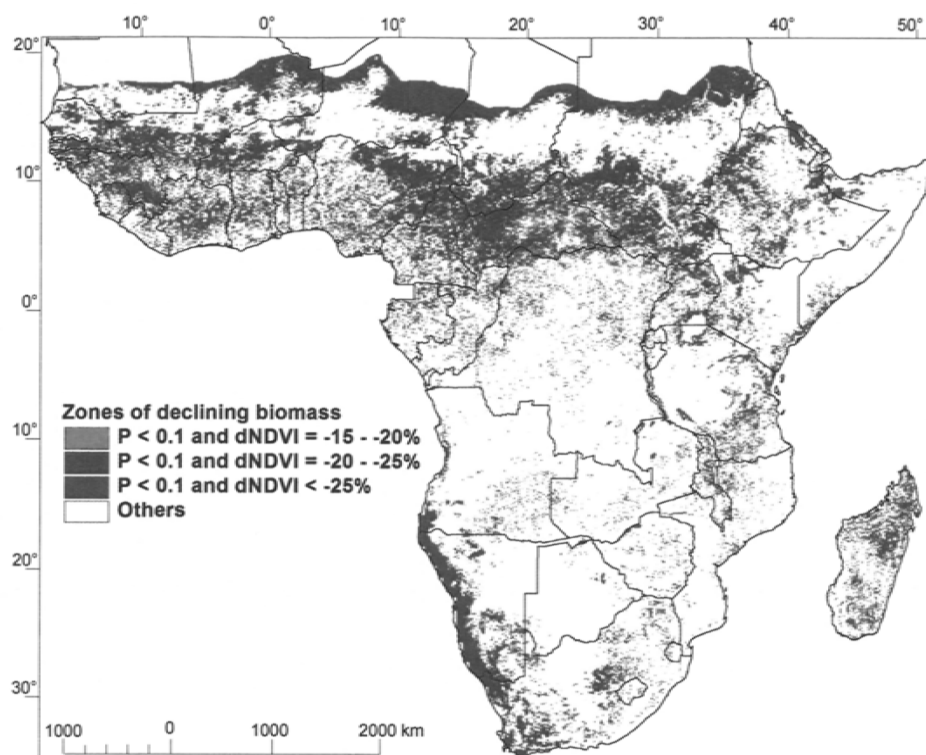 10° 0° 10° 20° 30° 40° 50°
20°
10°
0°
10°
20°
30°
Zones of declining biomass
P < 0.1 and dNDVI = -15 - -20%
P < 0.1 and dNDVI = -20 - -25%
P < 0.1 and dNDVI < -25%
Others
1000 0 1000 2000 km